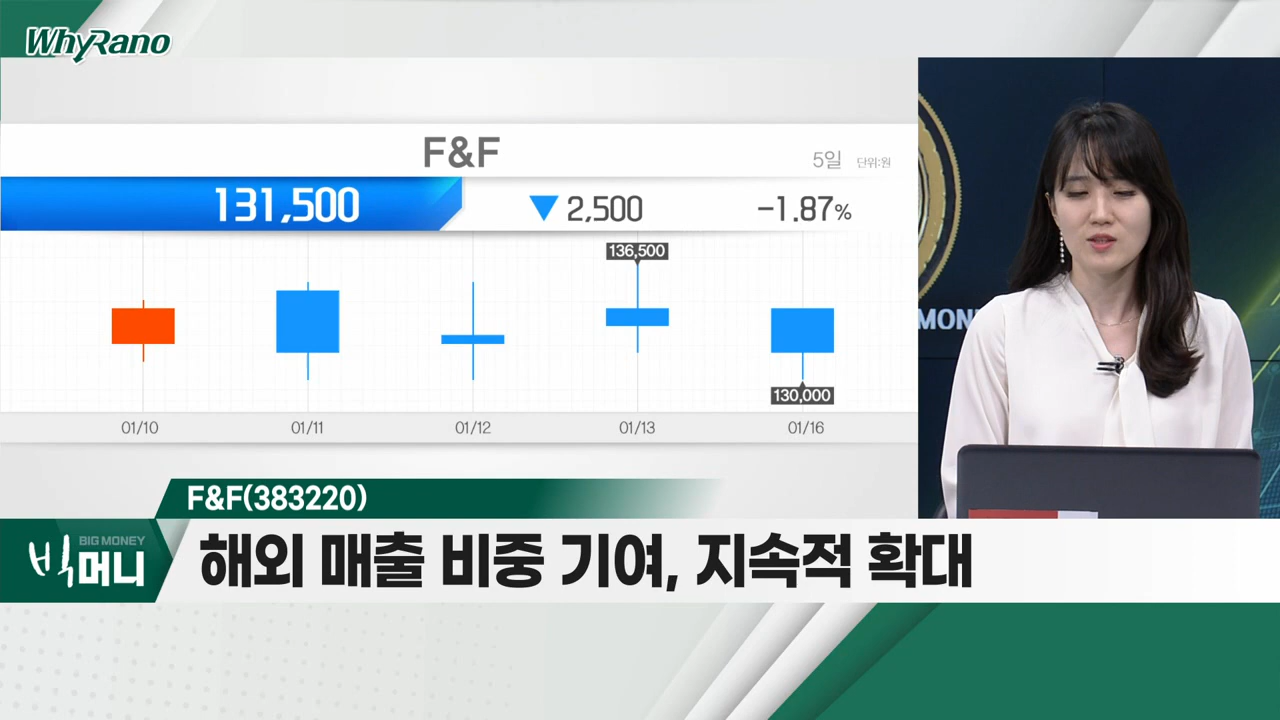 WhyRano
F&F
5일 단위:원
131,500 ▼ 2,500 -1.87%
136,500
130,000
01/10 01/11 01/12 01/13 01/16
MONE
F&F(383220)
BIG MONEY
빅머니
해외 매출 비중 기여, 지속적 확대